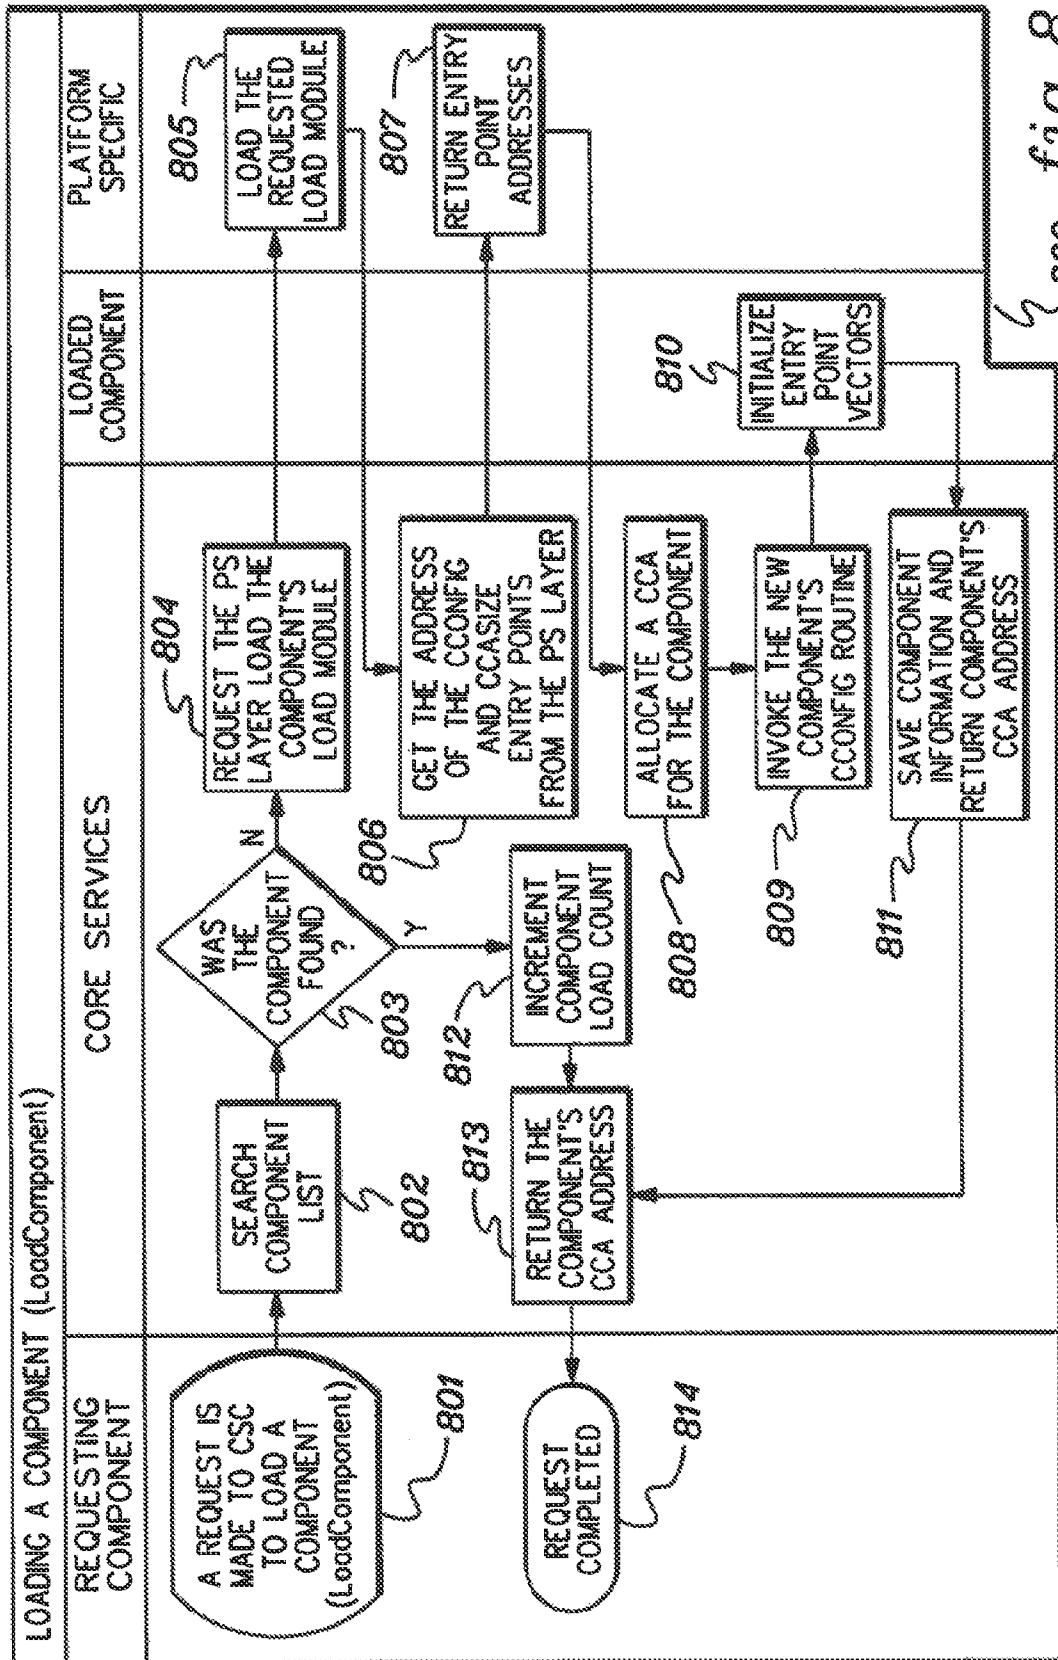 LOADING A COMPONENT (LoadComponent)
REQUESTING
COMPONENT
CORE SERVICES
LOADED
COMPONENT
PLATFORM
SPECIFIC
A REQUEST IS
MADE TO CSC
TO LOAD A
COMPONENT
(LoadComponent)
801
SEARCH
COMPONENT
LIST
802
WAS
THE
COMPONENT
FOUND
?
803
N
Y
804
REQUEST THE PS
LAYER LOAD THE
COMPONENT'S
LOAD MODULE
805
LOAD THE
REQUESTED
LOAD MODULE
806
GET THE ADDRESS
OF THE CCONFIG
AND CCASIZE
ENTRY POINTS
FROM THE PS LAYER
807
RETURN ENTRY
POINT
ADDRESSES
808
ALLOCATE A CCA
FOR THE COMPONENT
809
INVOKE THE NEW
COMPONENT'S
CCONFIG ROUTINE
810
INITIALIZE
ENTRY
POINT
VECTORS
811
SAVE COMPONENT
INFORMATION AND
RETURN COMPONENT'S
CCA ADDRESS
812
INCREMENT
COMPONENT
LOAD COUNT
813
RETURN THE
COMPONENT'S
CCA ADDRESS
REQUEST
COMPLETED
814
fig. 8